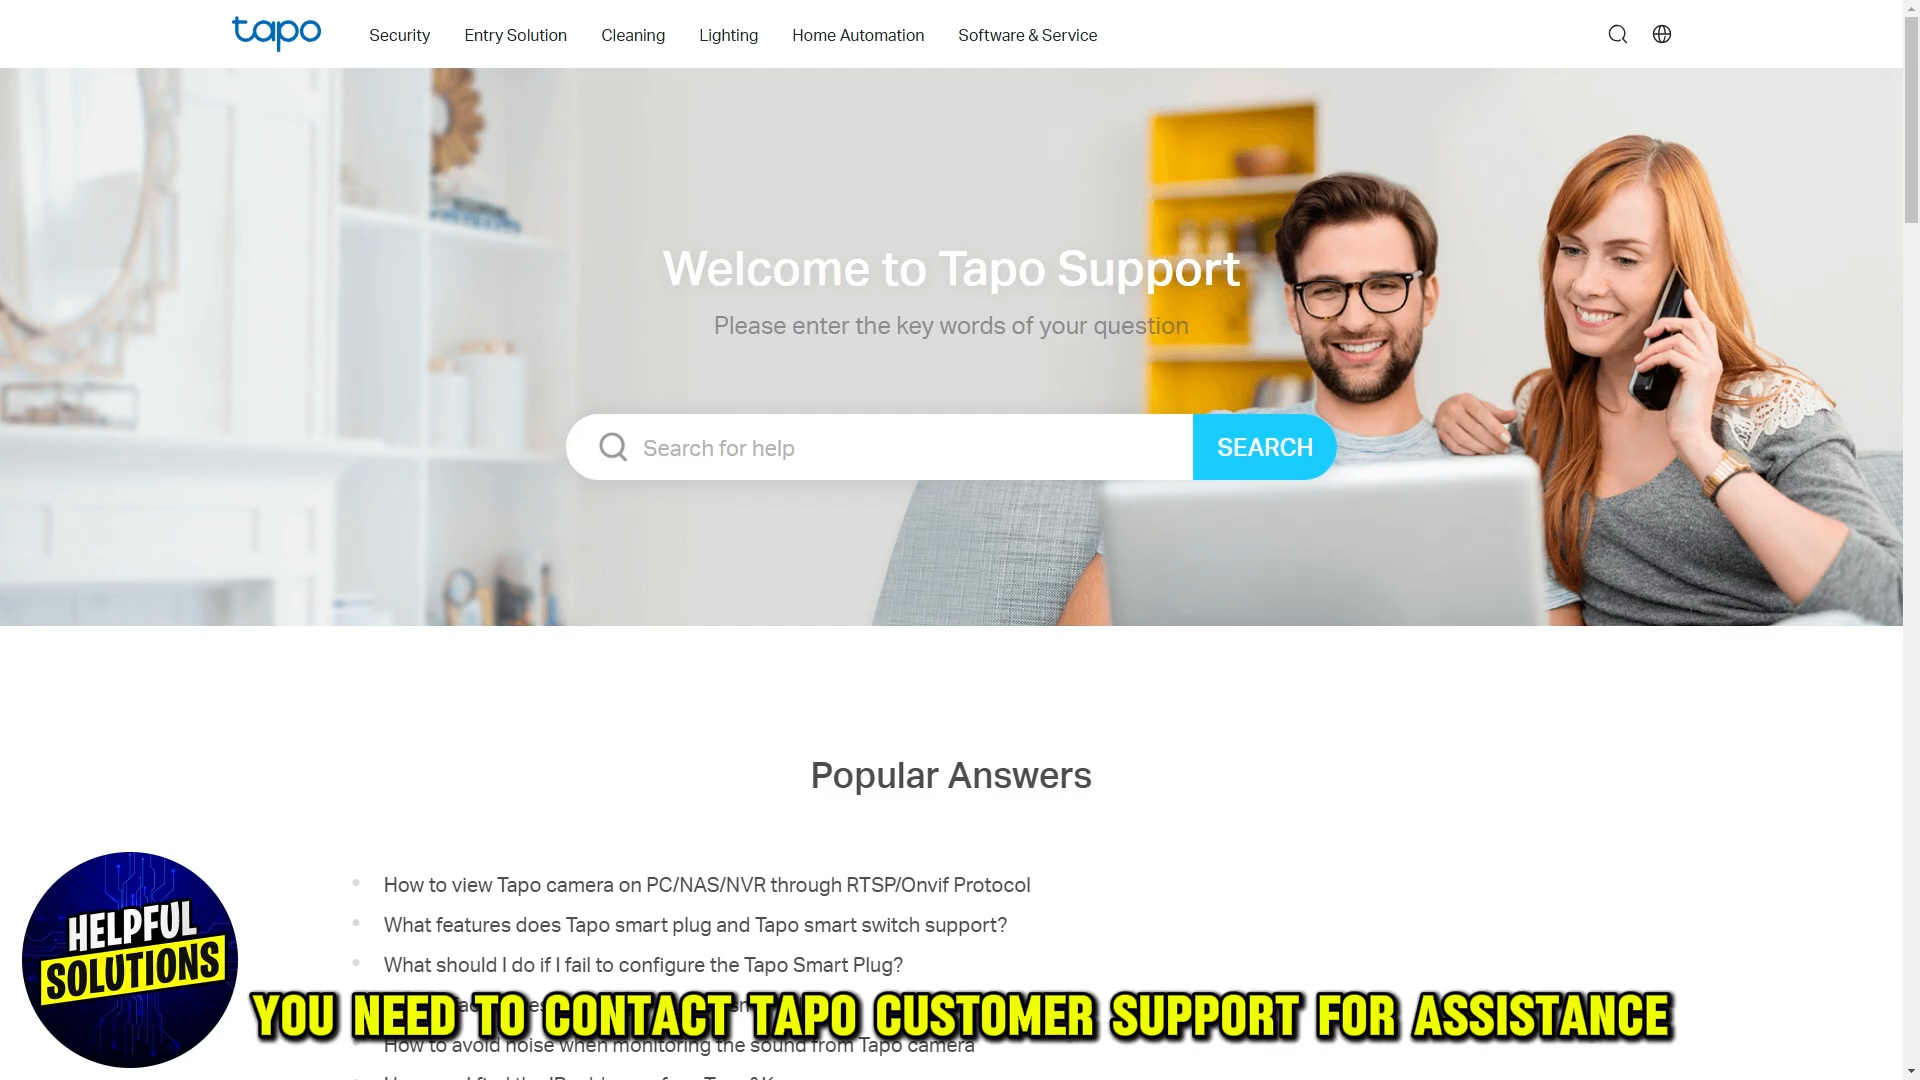 tapo
Security Entry Solution Cleaning Lighting Home Automation Software & Service
Welcome to Tapo Support
Please enter the key words of your question
Search for help SEARCH
Popular Answers
How to view Tapo camera on PC/NAS/NVR through RTSP/Onvif Protocol
What features does Tapo smart plug and Tapo smart switch support?
What should I do if I fail to configure the Tapo Smart Plug?
HELPFUL
SOLUTIONS
YOU NEED TO CONTACT TAPO CUSTOMER SUPPORT FOR ASSISTANCE
How to avoid noise when monitoring the sound from Tapo camera